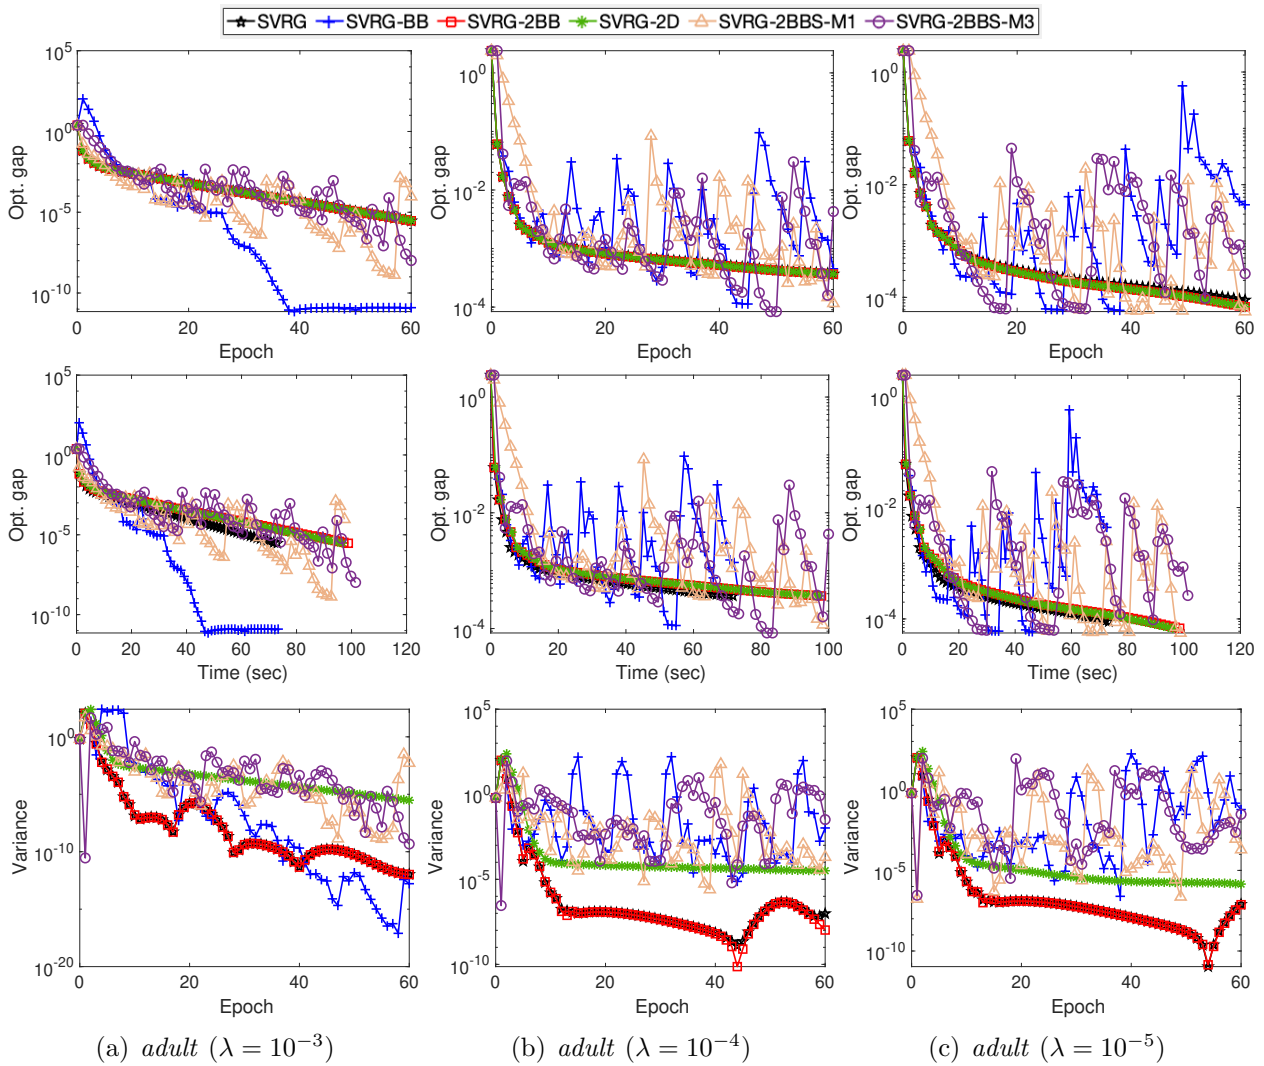 SVRG SVRG-BB SVRG-2BB SVRG-2D SVRG-2BBS-M1 SVRG-2BBS-M3
10^5
10^0
10^-5
10^-10
Opt. gap
0 20 40 60
Epoch
10^0
10^-2
10^-4
Opt. gap
0 20 40 60
Epoch
10^0
10^-2
10^-4
Opt. gap
0 20 40 60
Epoch
10^5
10^0
10^-5
10^-10
Opt. gap
0 20 40 60 80 100 120
Time (sec)
10^0
10^-2
10^-4
Opt. gap
0 20 40 60 80 100
Time (sec)
10^0
10^-2
10^-4
Opt. gap
0 20 40 60 80 100 120
Time (sec)
10^0
10^-10
10^-20
Variance
0 20 40 60
Epoch
10^5
10^0
10^-5
10^-10
Variance
0 20 40 60
Epoch
10^5
10^0
10^-5
10^-10
Variance
0 20 40 60
Epoch
(a) adult (λ = 10^-3)
(b) adult (λ = 10^-4)
(c) adult (λ = 10^-5)